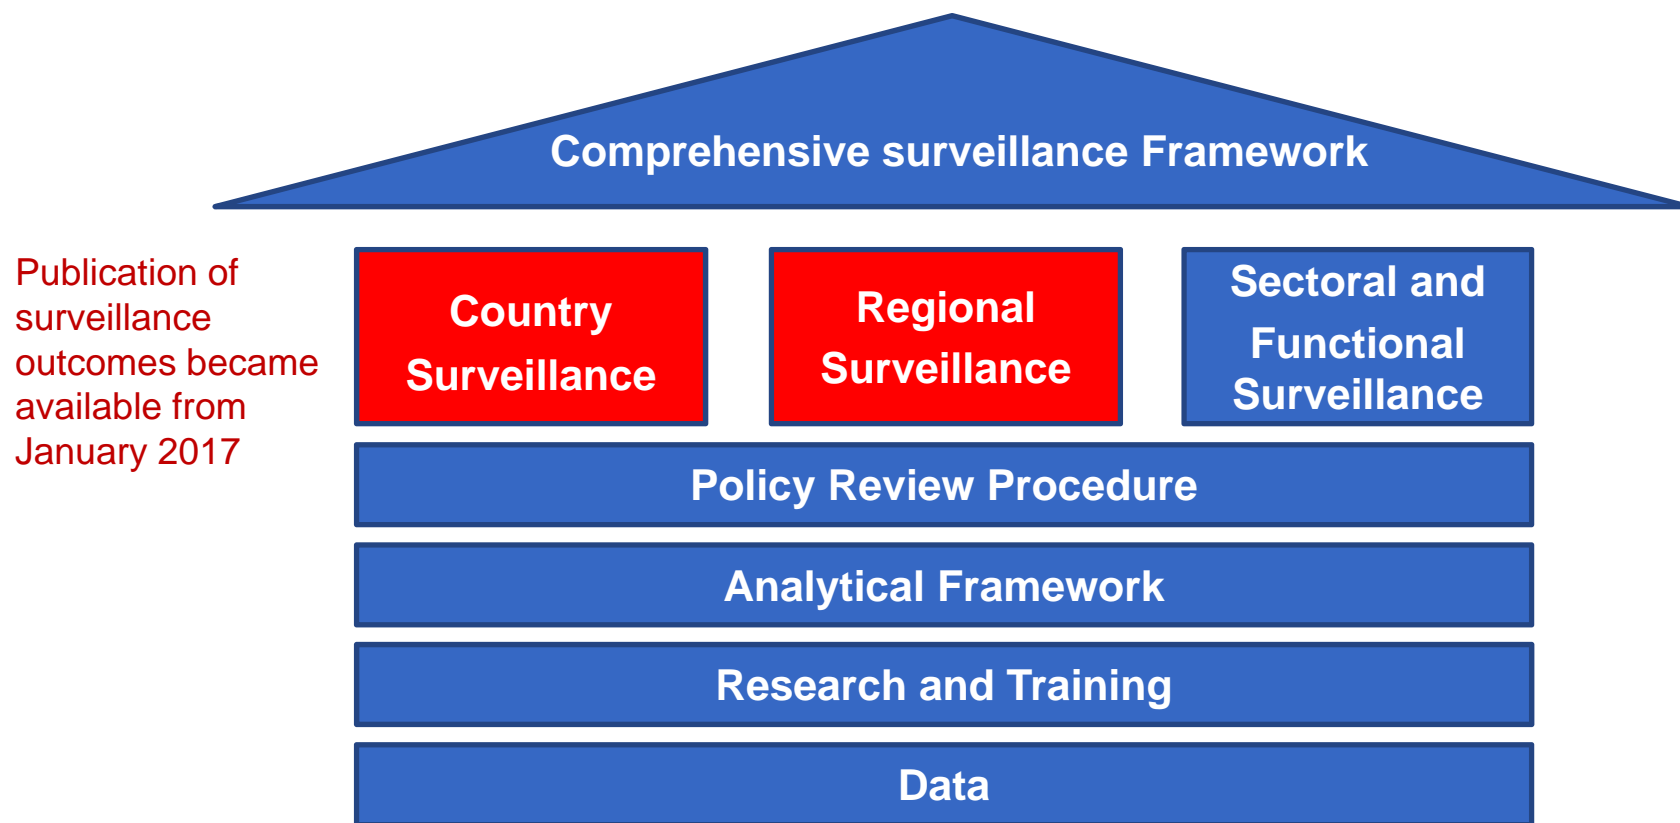 Comprehensive surveillance Framework
Publication of
surveillance
outcomes became
available from
January 2017
Country
Surveillance
Regional
Surveillance
Sectoral and
Functional
Surveillance
Policy Review Procedure
Analytical Framework
Research and Training
Data